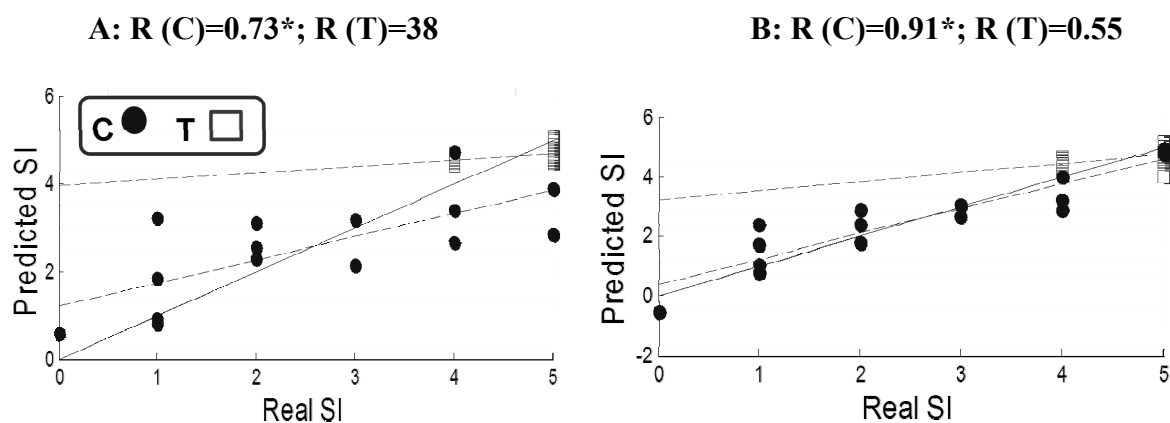 A: R (C)=0.73*; R (T)=38
B: R (C)=0.91*; R (T)=0.55
C T
6
4
2
0
Predicted SI
0 1 2 3 4 5
Real SI
6
4
2
0
-2
Predicted SI
0 1 2 3 4 5
Real SI